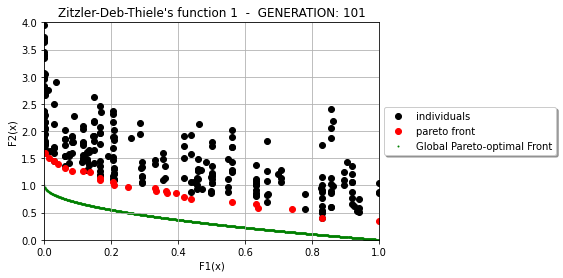 Zitzler-Deb-Thiele's function 1 - GENERATION: 101
4.0
3.5
3.0
2.5
2.0
1.5
1.0
0.5
0.0
F2(x)
0.0 0.2 0.4 0.6 0.8 1.0
F1(x)
individuals
pareto front
Global Pareto-optimal Front